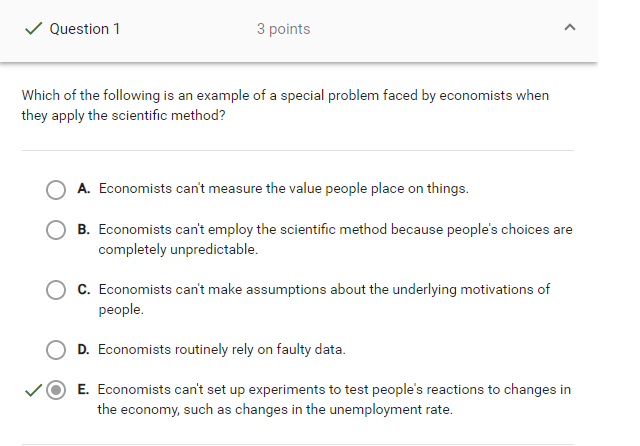 Question 1 3 points
Which of the following is an example of a special problem faced by economists when
they apply the scientific method?
A. Economists can't measure the value people place on things.
B. Economists can't employ the scientific method because people's choices are
completely unpredictable.
C. Economists can't make assumptions about the underlying motivations of
people.
D. Economists routinely rely on faulty data.
E. Economists can't set up experiments to test people's reactions to changes in
the economy, such as changes in the unemployment rate.